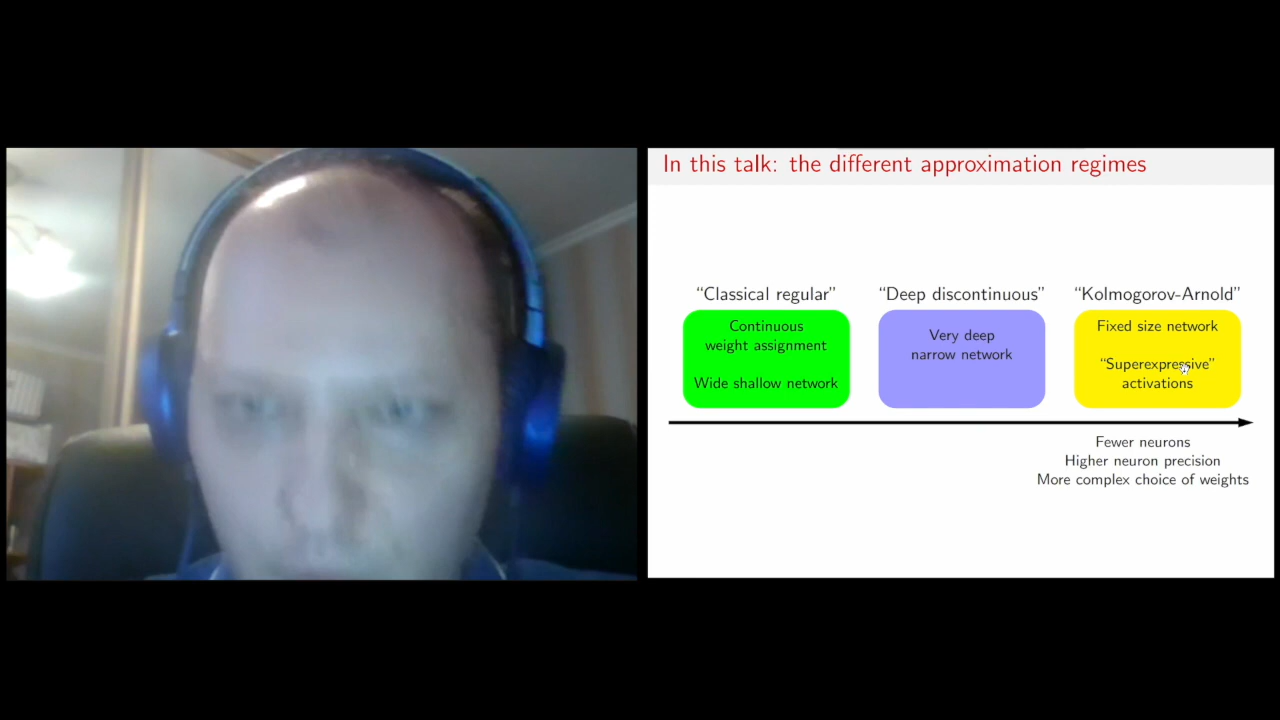 In this talk: the different approximation regimes
“Classical regular”
Continuous
weight assignment
Wide shallow network
“Deep discontinuous”
Very deep
narrow network
“Kolmogorov-Arnold”
Fixed size network
“Superexpressive”
activations
Fewer neurons
Higher neuron precision
More complex choice of weights